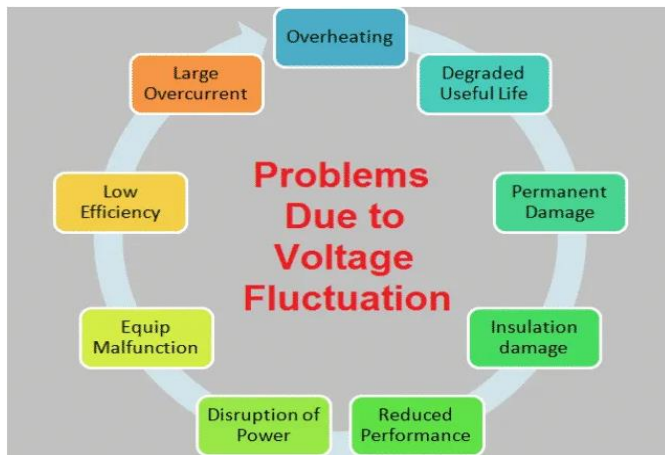 Overheating
Degraded
Useful Life
Permanent
Damage
Insulation
damage
Reduced
Performance
Disruption of
Power
Equip
Malfunction
Low
Efficiency
Large
Overcurrent
Problems
Due to
Voltage
Fluctuation